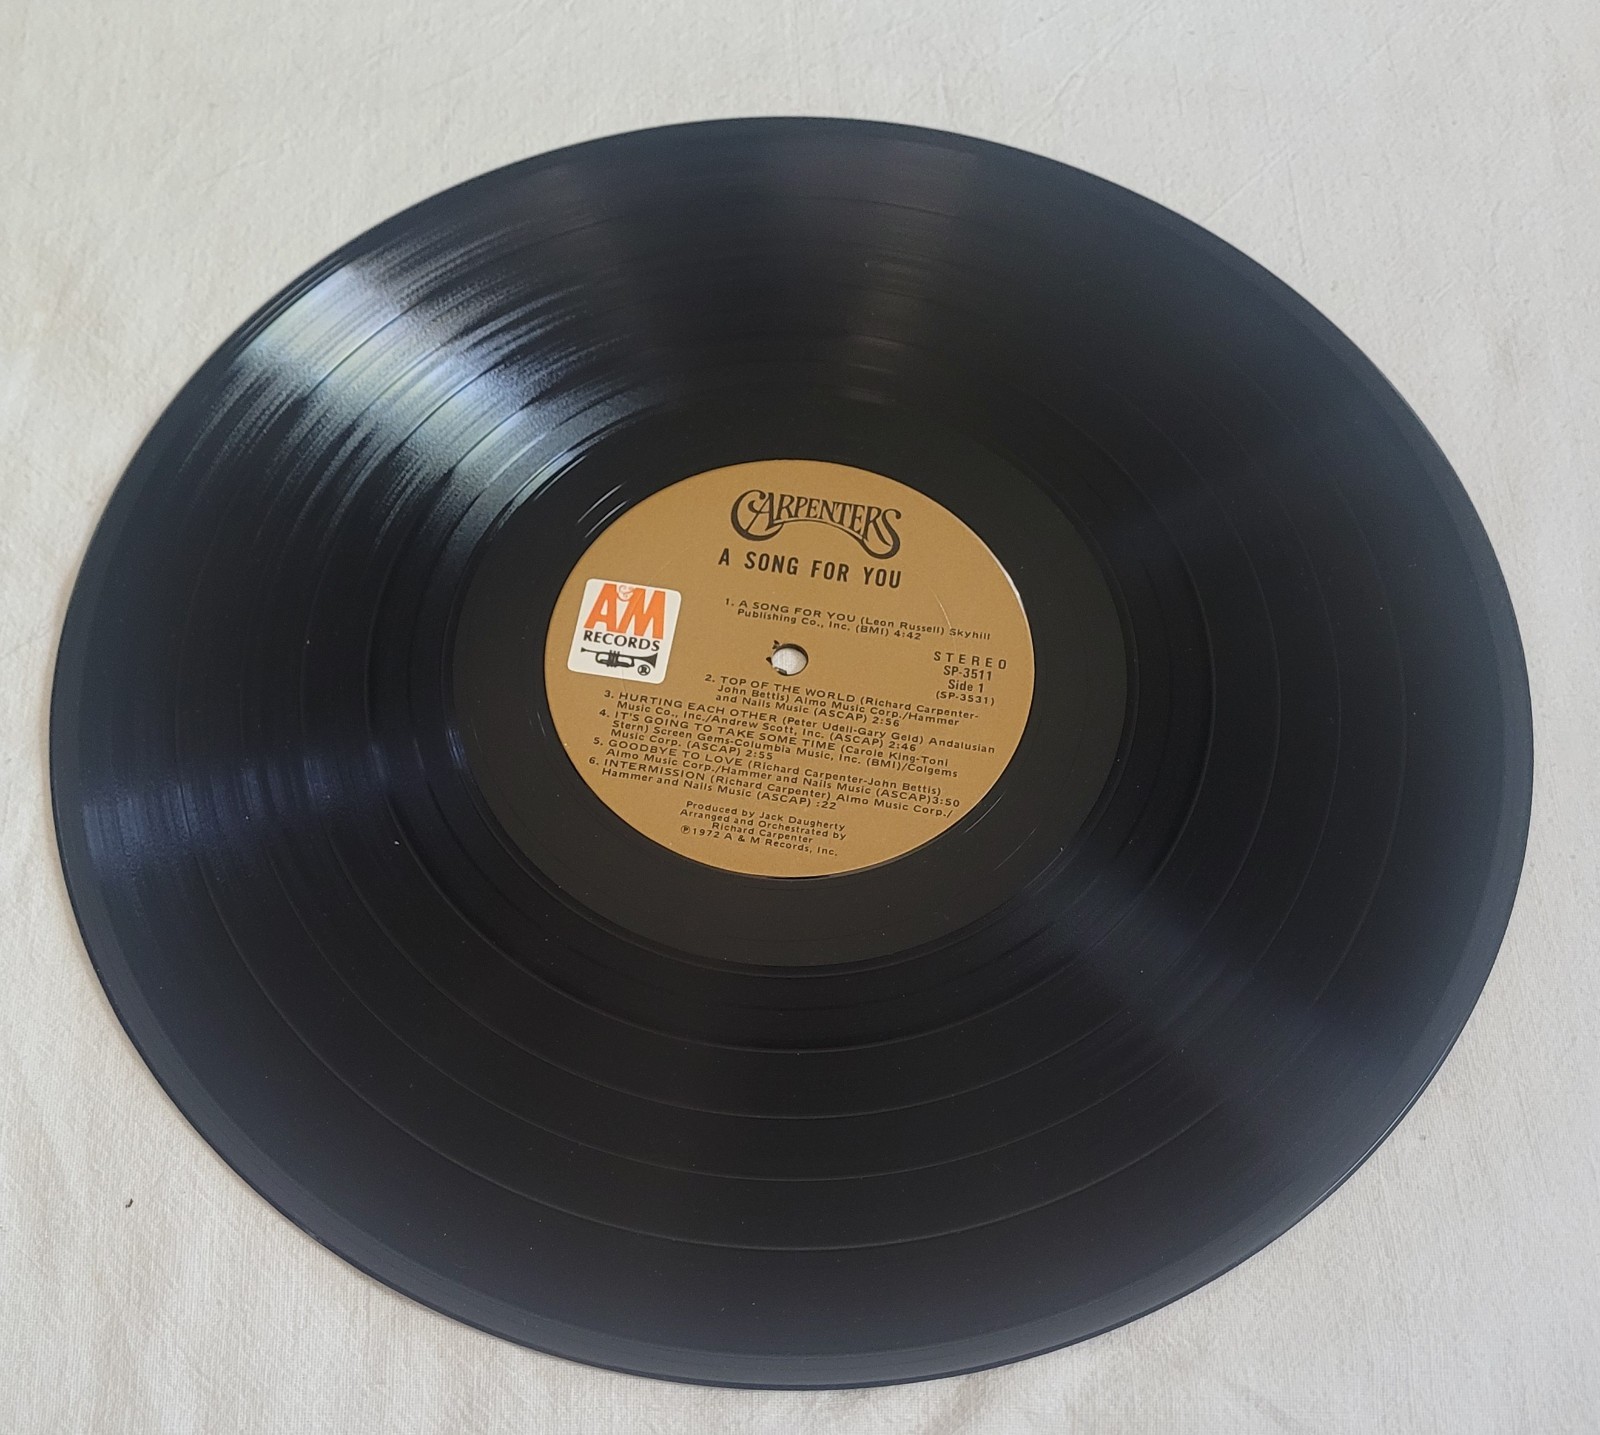 CARPENTERS
A SONG FOR YOU
1. A SONG FOR YOU (Leon Russell) Skyhill
Publishing Co., Inc. (BMI) 4:42
A&M
RECORDS
®
STEREO
SP-3511
Side 1
(SP-3531)
2. TOP OF THE WORLD (Richard Carpenter-
John Bettis) Almo Music Corp./Hammer
and Nails Music (ASCAP) 2:56
3. HURTING EACH OTHER (Peter Udell-Gary Geld) Andalusian
Music Co., Inc./Andrew Scott, Inc. (ASCAP) 2:46
4. IT'S GOING TO TAKE SOME TIME (Carole King-Toni
Stern) Screen Gems-Columbia Music, Inc. (BMI)/Colgems
Music Corp. (ASCAP) 2:55
5. GOODBYE TO LOVE (Richard Carpenter-John Bettis)
Almo Music Corp./Hammer and Nails Music (ASCAP)3:50
6. INTERMISSION (Richard Carpenter) Almo Music Corp./
Hammer and Nails Music (ASCAP) :22
Produced by Jack Daugherty
Arranged and Orchestrated by
Richard Carpenter
℗1972 A & M Records, Inc.